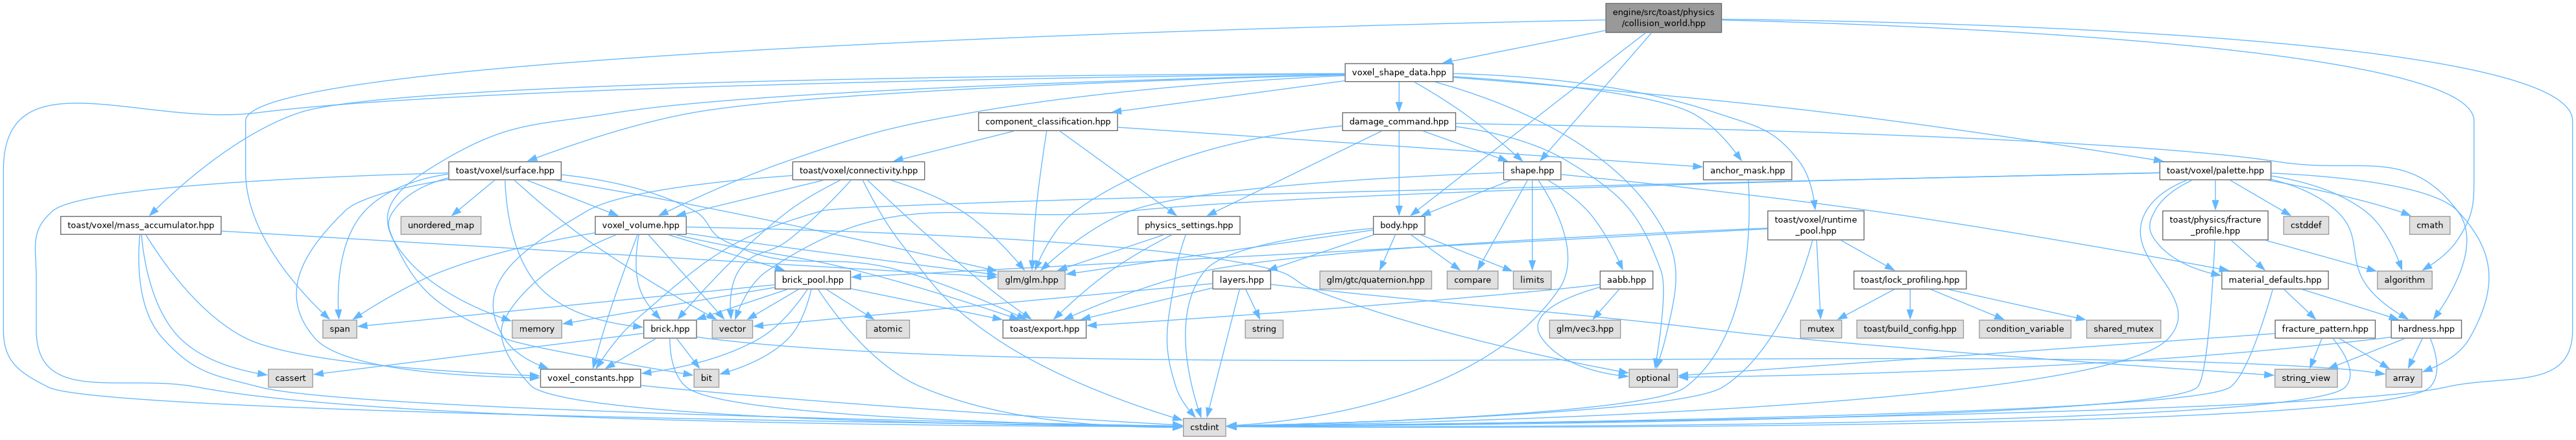 engine/src/toast/physics
/collision_world.hpp
voxel_shape_data.hpp
component_classification.hpp
damage_command.hpp
toast/voxel/surface.hpp
toast/voxel/connectivity.hpp
shape.hpp
anchor_mask.hpp
toast/voxel/palette.hpp
toast/voxel/mass_accumulator.hpp
unordered_map
voxel_volume.hpp
physics_settings.hpp
body.hpp
toast/voxel/runtime
_pool.hpp
toast/physics/fracture
_profile.hpp
cstddef
cmath
brick_pool.hpp
glm/glm.hpp
layers.hpp
glm/gtc/quaternion.hpp
compare
limits
aabb.hpp
toast/lock_profiling.hpp
material_defaults.hpp
algorithm
span
memory
brick.hpp
vector
atomic
toast/export.hpp
string
glm/vec3.hpp
mutex
toast/build_config.hpp
condition_variable
shared_mutex
fracture_pattern.hpp
hardness.hpp
cassert
voxel_constants.hpp
bit
optional
string_view
array
cstdint